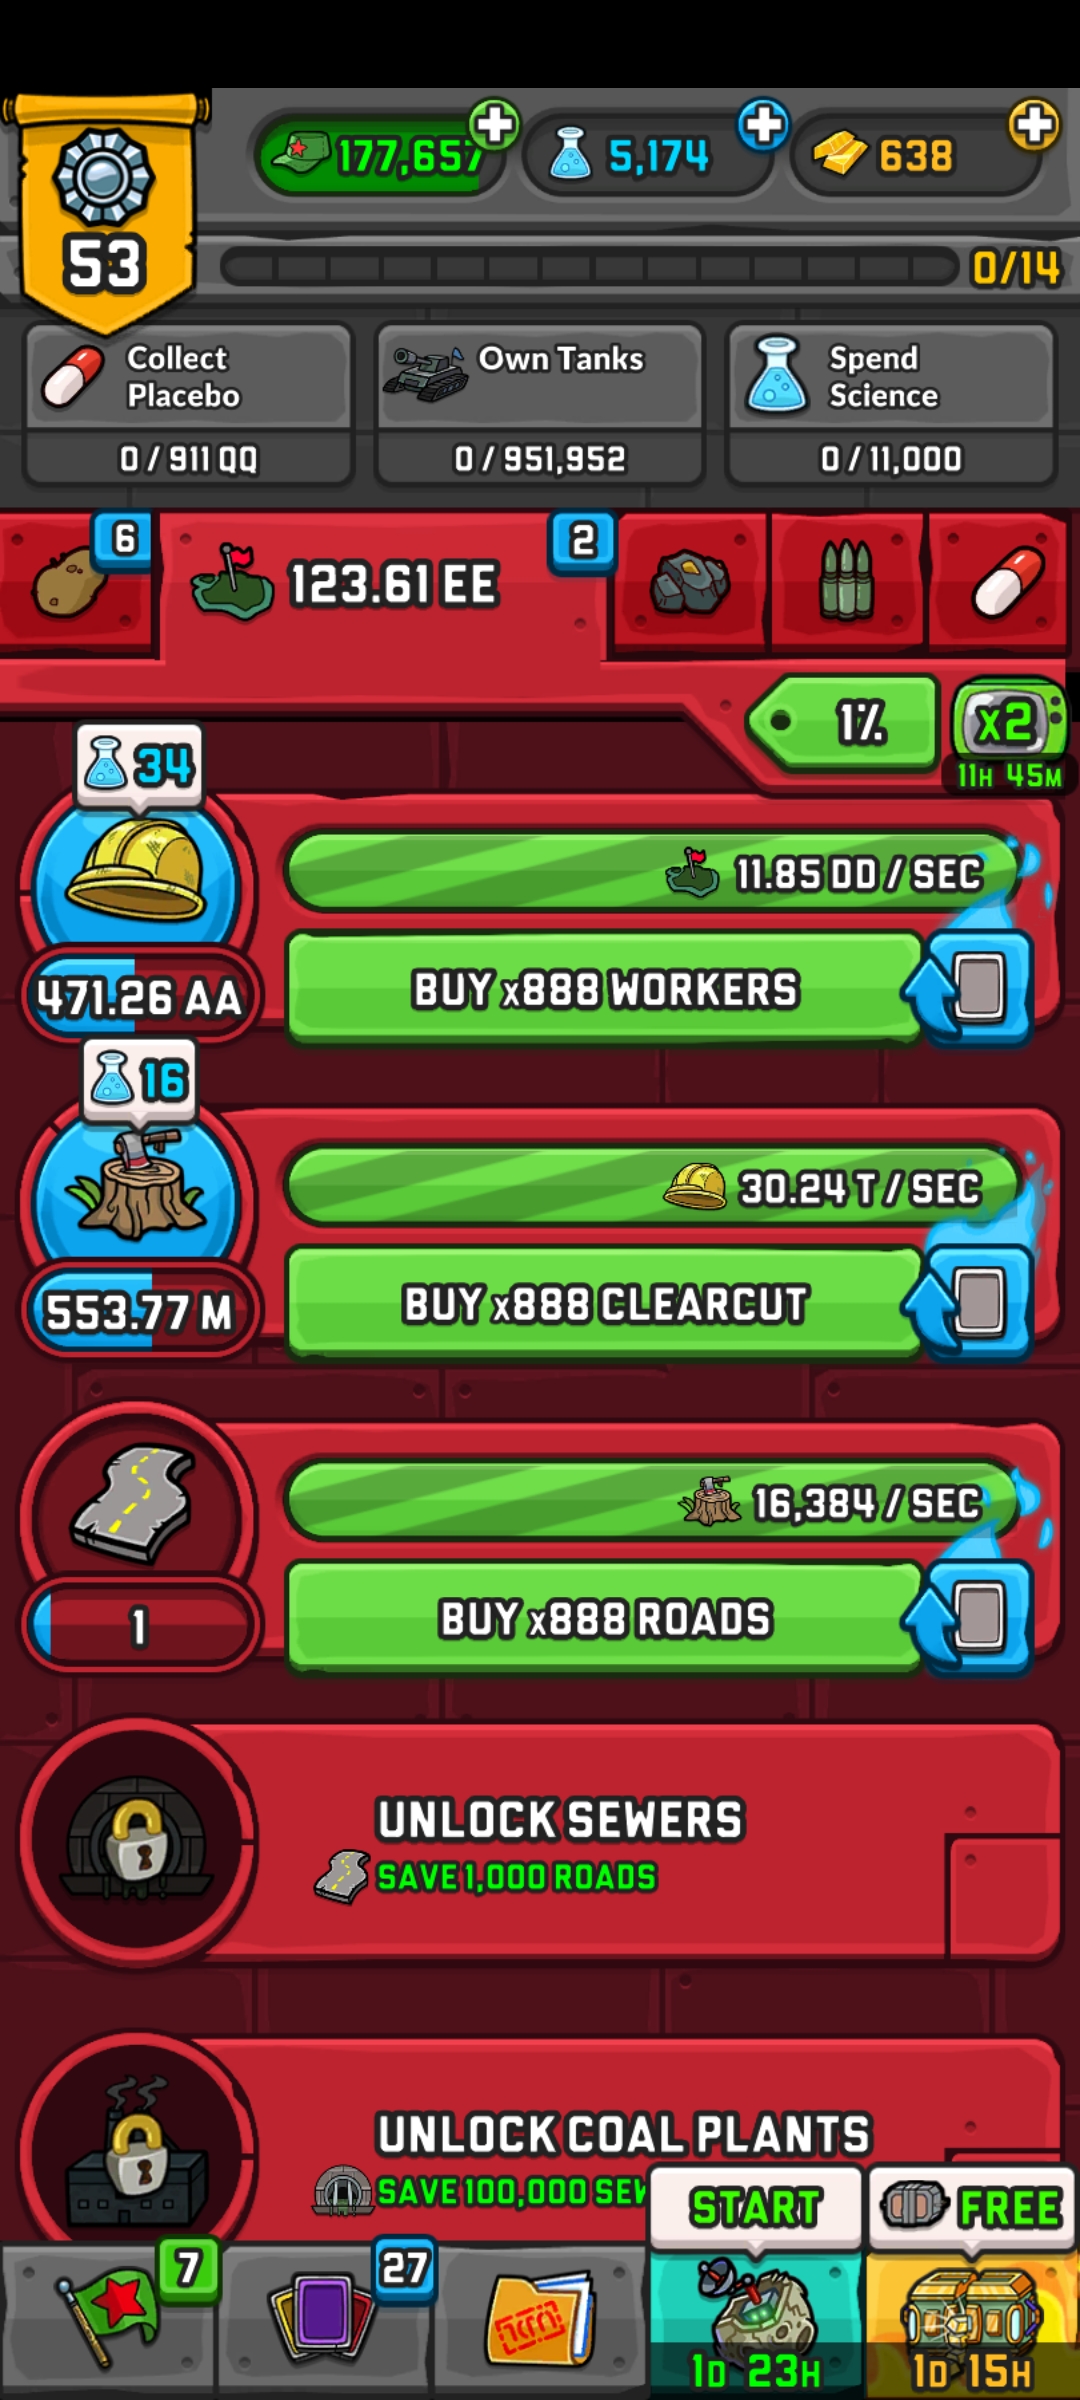 177,657
5,174
638
53
0/14
Collect
Placebo
0 / 911 QQ
Own Tanks
0 / 951,952
Spend
Science
0 / 11,000
6
123.61 EE
2
1%
x2
11H 45M
34
11.85 DD / SEC
471.26 AA
BUY x888 WORKERS
16
30.24 T / SEC
553.77 M
BUY x888 CLEARCUT
16,384 / SEC
1
BUY x888 ROADS
UNLOCK SEWERS
SAVE 1,000 ROADS
UNLOCK COAL PLANTS
SAVE 100,000
START
FREE
7
27
1D 23H
1D 15H